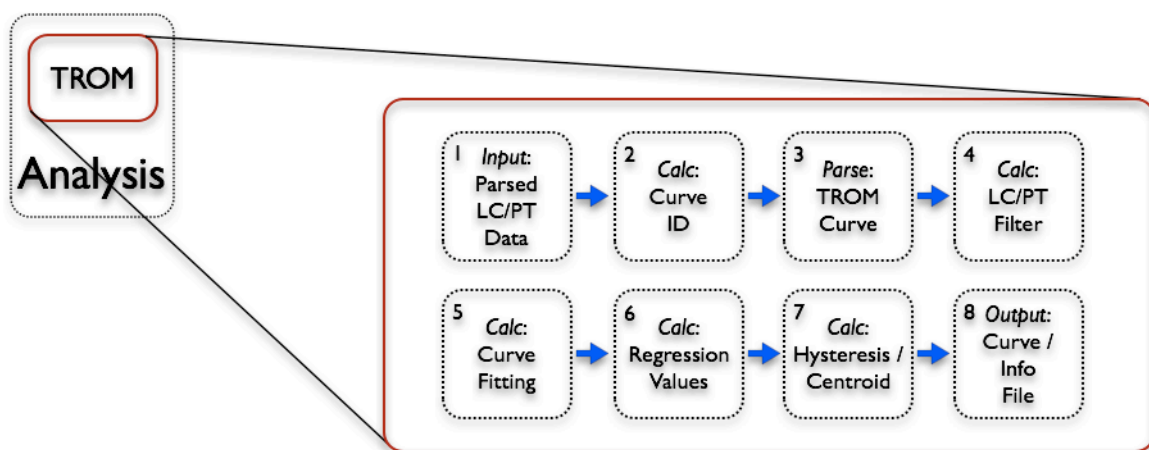 TROM
Analysis
1 Input:
Parsed
LC/PT
Data
2 Calc:
Curve
ID
3 Parse:
TROM
Curve
4 Calc:
LC/PT
Filter
5 Calc:
Curve
Fitting
6 Calc:
Regression
Values
7 Calc:
Hysteresis /
Centroid
8 Output:
Curve /
Info
File